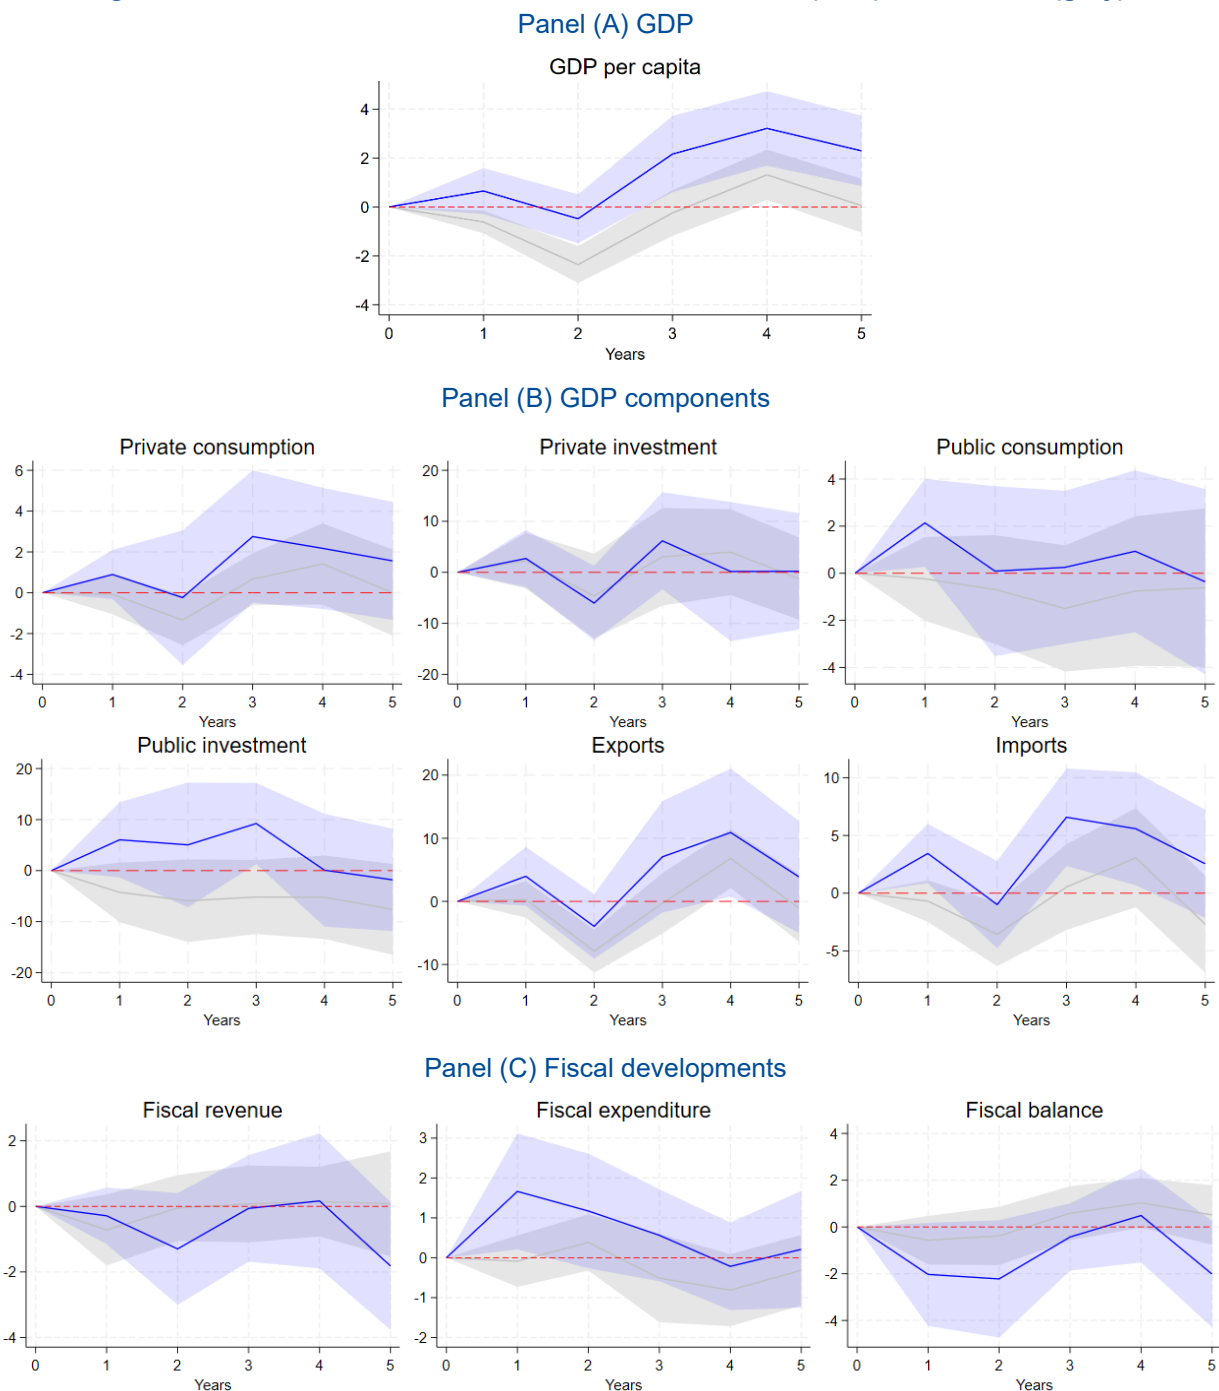 Panel (A) GDP
GDP per capita
4
2
0
-2
-4
0 1 2 3 4 5
Years
Panel (B) GDP components
Private consumption Private investment Public consumption
6
4
2
0
-2
-4
0 1 2 3 4 5
Years
20
10
0
-10
-20
0 1 2 3 4 5
Years
4
2
0
-2
-4
0 1 2 3 4 5
Years
Public investment Exports Imports
20
10
0
-10
-20
0 1 2 3 4 5
Years
20
10
0
-10
0 1 2 3 4 5
Years
10
5
0
-5
0 1 2 3 4 5
Years
Panel (C) Fiscal developments
Fiscal revenue Fiscal expenditure Fiscal balance
2
0
-2
-4
0 1 2 3 4 5
Years
3
2
1
0
-1
-2
0 1 2 3 4 5
Years
4
2
0
-2
-4
0 1 2 3 4 5
Years